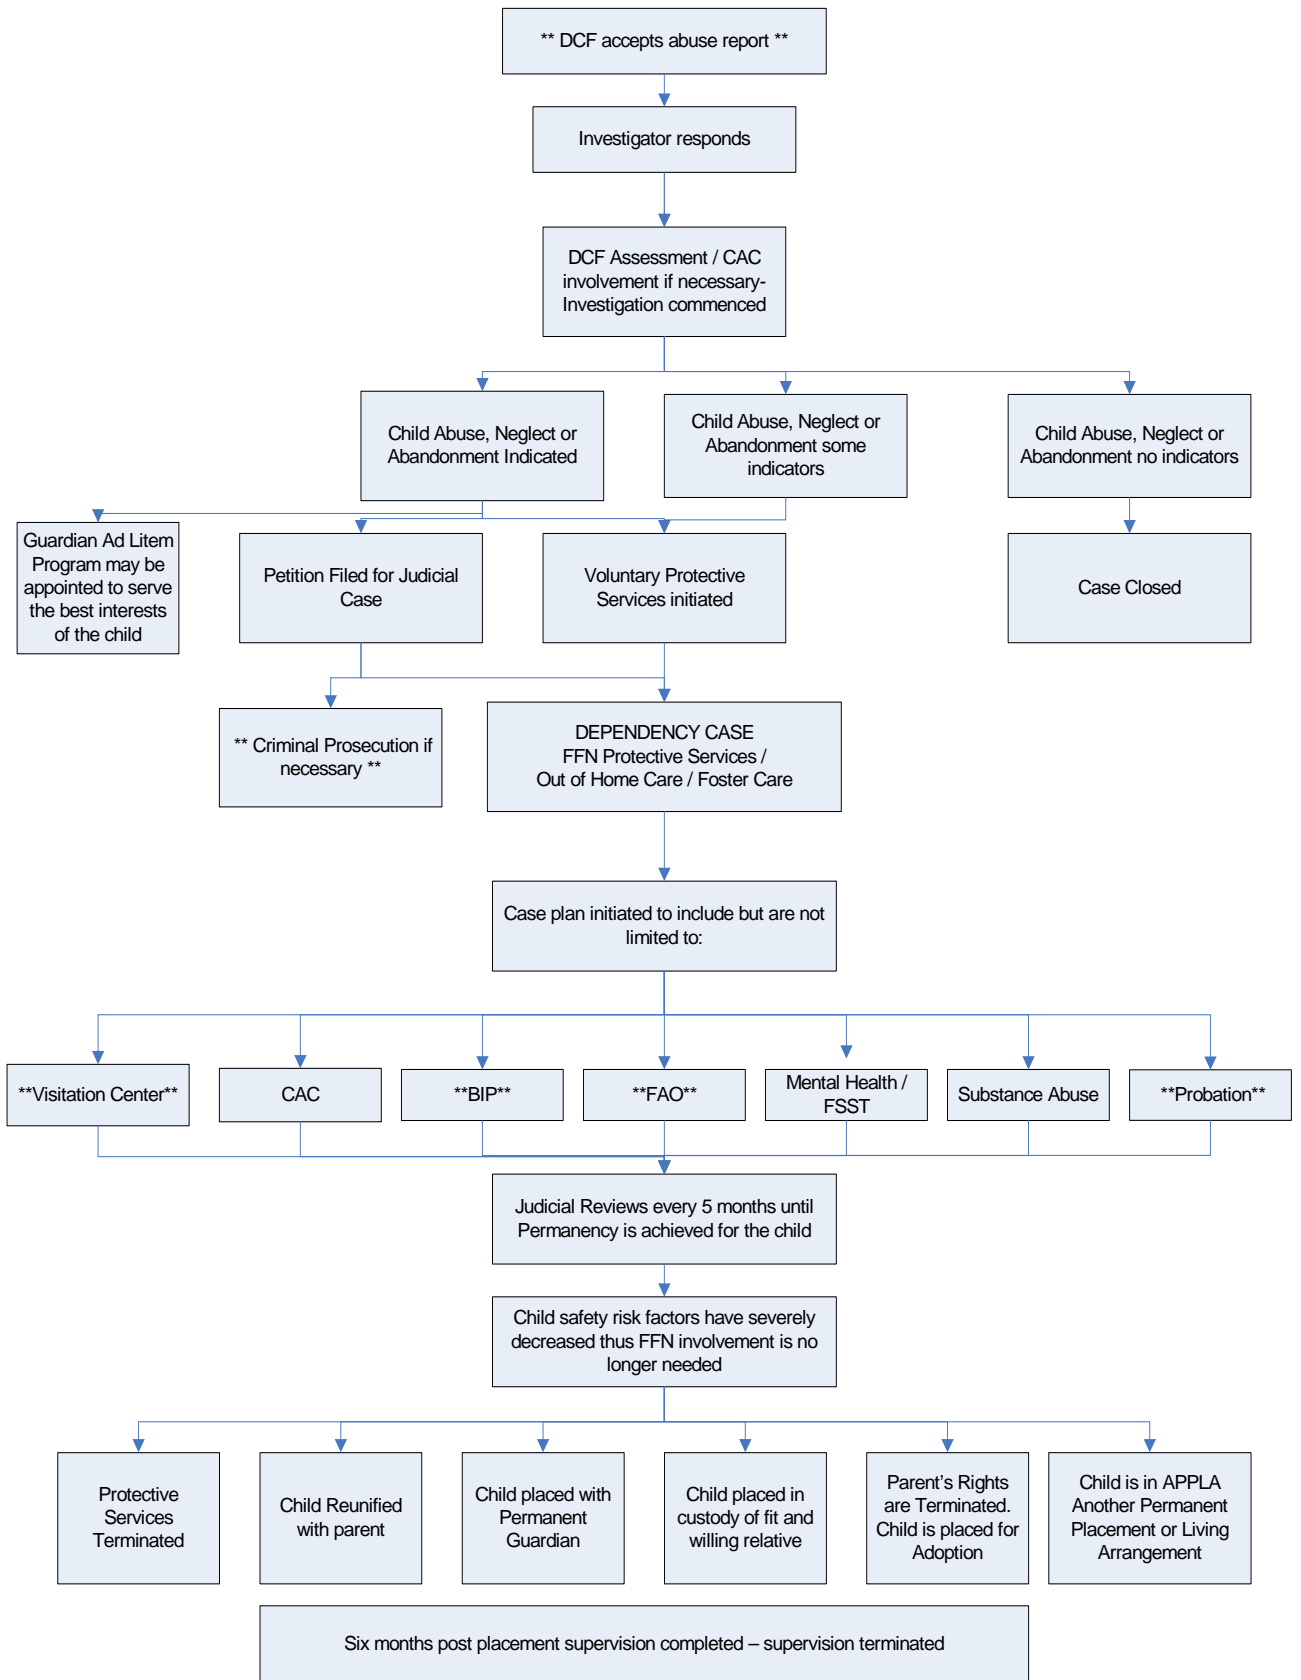 ** DCF accepts abuse report **
Investigator responds
DCF Assessment / CAC
involvement if necessary-
Investigation commenced
Child Abuse, Neglect or
Abandonment Indicated
Child Abuse, Neglect or
Abandonment some
indicators
Child Abuse, Neglect or
Abandonment no indicators
Guardian Ad Litem
Program may be
appointed to serve
the best interests
of the child
Petition Filed for Judicial
Case
Voluntary Protective
Services initiated
Case Closed
** Criminal Prosecution if
necessary **
DEPENDENCY CASE
FFN Protective Services /
Out of Home Care / Foster Care
Case plan initiated to include but are not
limited to:
**Visitation Center**
CAC
**BIP**
**FAO**
Mental Health /
FSST
Substance Abuse
**Probation**
Judicial Reviews every 5 months until
Permanency is achieved for the child
Child safety risk factors have severely
decreased thus FFN involvement is no
longer needed
Protective
Services
Terminated
Child Reunified
with parent
Child placed with
Permanent
Guardian
Child placed in
custody of fit and
willing relative
Parent’s Rights
are Terminated.
Child is placed for
Adoption
Child is in APPLA
Another Permanent
Placement or Living
Arrangement
Six months post placement supervision completed – supervision terminated